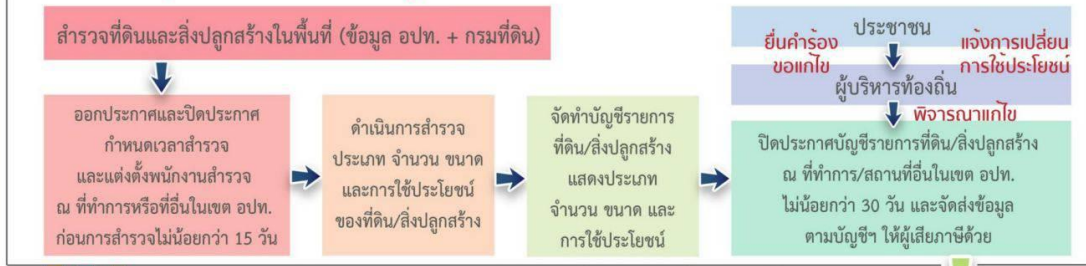 สำรวจที่ดินและสิ่งปลูกสร้างในพื้นที่ (ข้อมูล อปท. + กรมที่ดิน)
ออกประกาศและปิดประกาศ
กำหนดเวลาสำรวจ
และแต่งตั้งพนักงานสำรวจ
ณ ที่ทำการหรือที่อื่นในเขต อปท.
ก่อนการสำรวจไม่น้อยกว่า 15 วัน
ดำเนินการสำรวจ
ประเภท จำนวน ขนาด
และการใช้ประโยชน์
ของที่ดิน/สิ่งปลูกสร้าง
จัดทำบัญชีรายการ
ที่ดิน/สิ่งปลูกสร้าง
แสดงประเภท
จำนวน ขนาด และ
การใช้ประโยชน์
ประชาชน
ยื่นคำร้อง
ขอแก้ไข
แจ้งการเปลี่ยน
การใช้ประโยชน์
ผู้บริหารท้องถิ่น
พิจารณาแก้ไข
ปิดประกาศบัญชีรายการที่ดิน/สิ่งปลูกสร้าง
ณ ที่ทำการ/สถานที่อื่นในเขต อปท.
ไม่น้อยกว่า 30 วัน และจัดส่งข้อมูล
ตามบัญชีฯ ให้ผู้เสียภาษีด้วย